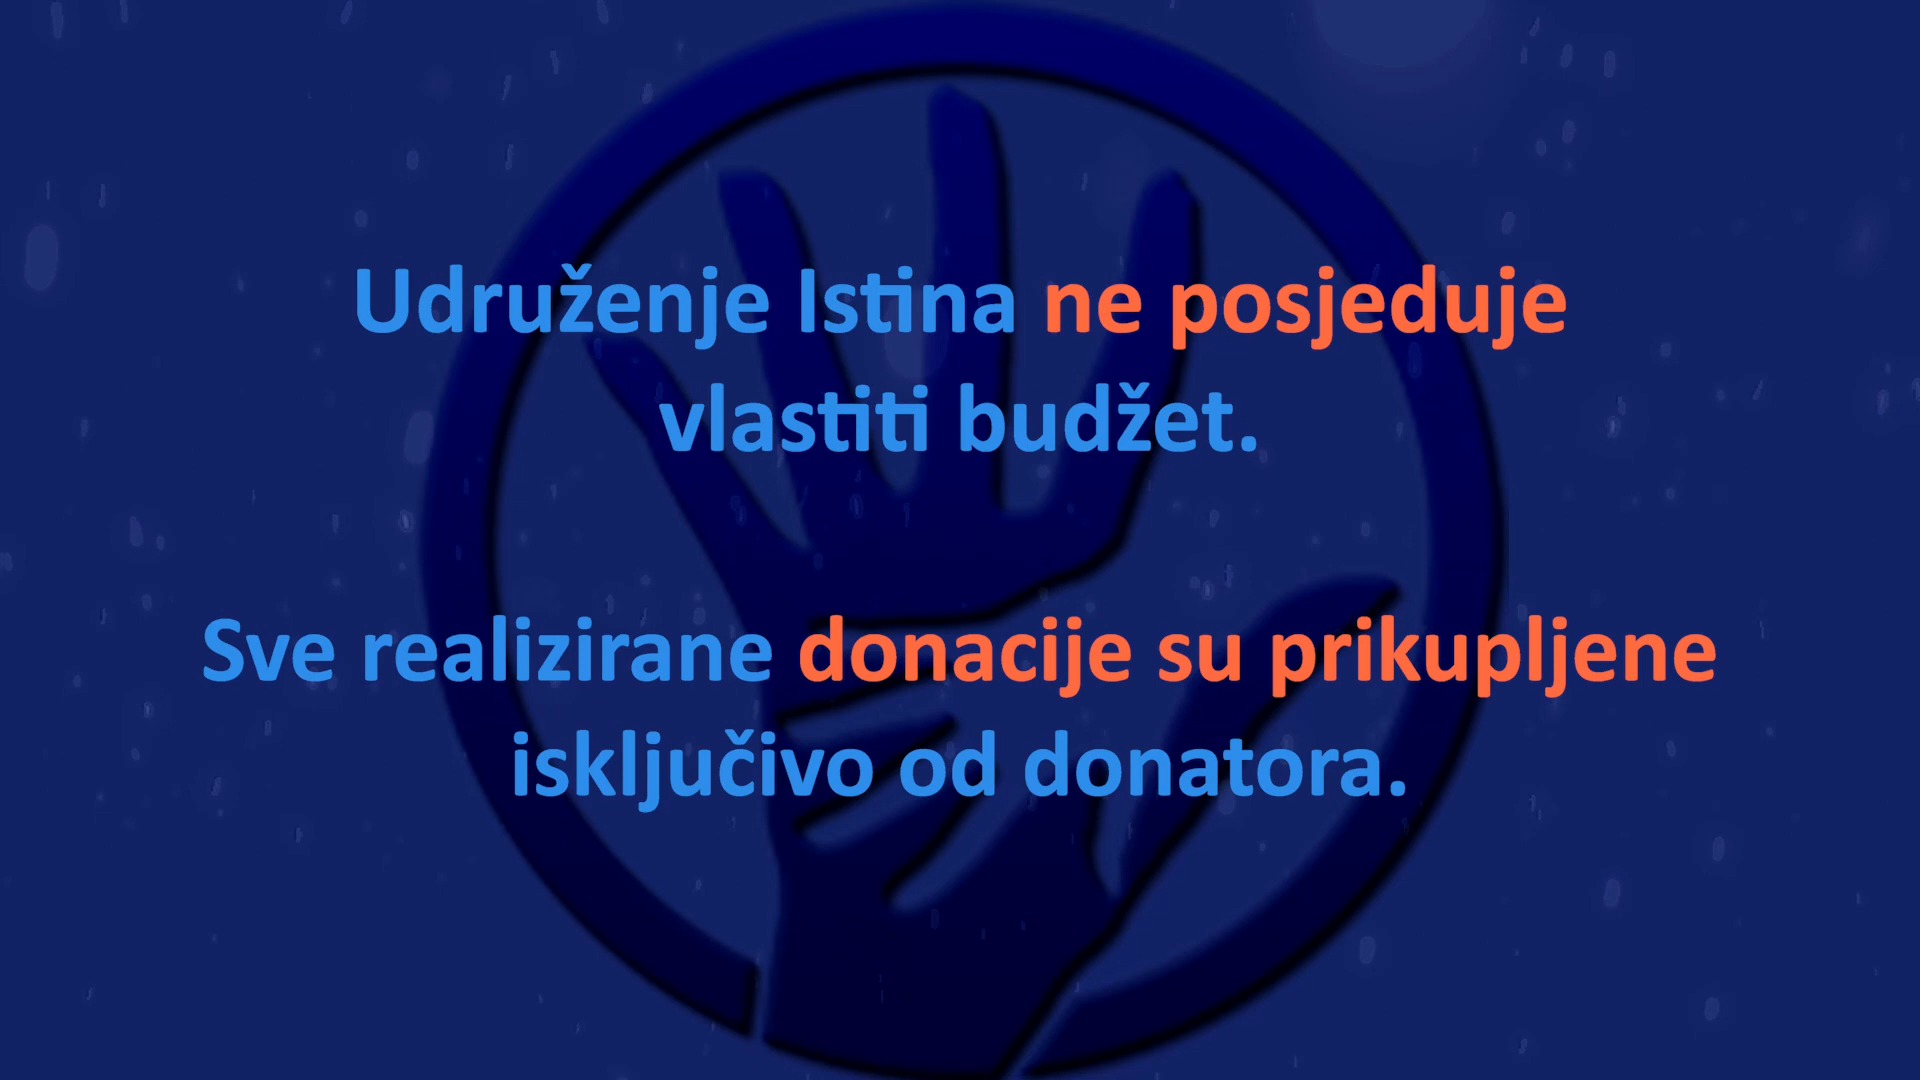 Udruženje Istina ne posjeduje
vlastiti budžet.
Sve realizirane donacije su prikupljene
isključivo od donatora.